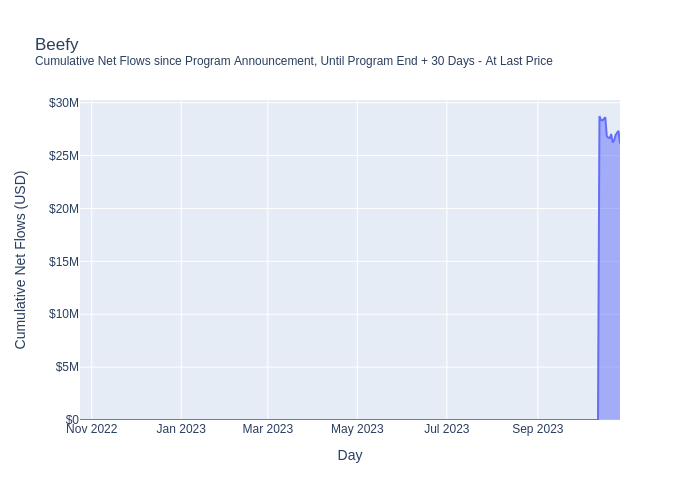 Beefy
Cumulative Net Flows since Program Announcement, Until Program End + 30 Days - At Last Price
Cumulative Net Flows (USD)
$30M
$25M
$20M
$15M
$10M
$5M
$0
Nov 2022 Jan 2023 Mar 2023 May 2023 Jul 2023 Sep 2023
Day